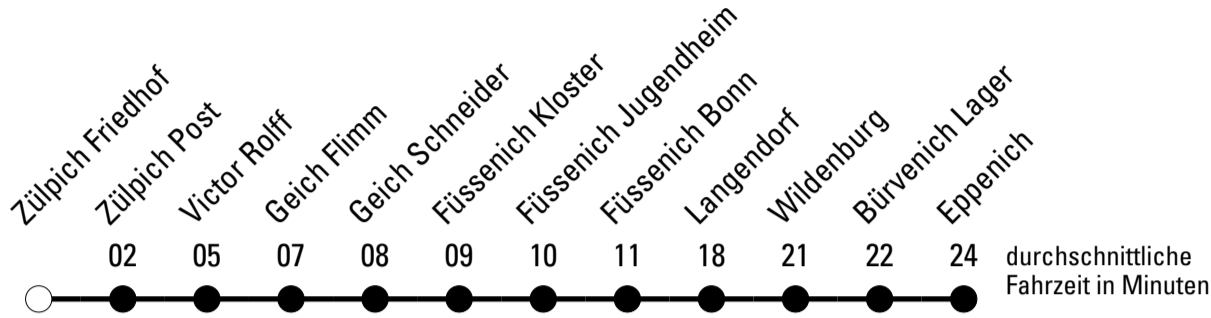 Zülpich Friedhof
Zülpich Post
Victor Rolff
Geich Flimm
Geich Schneider
Füssenich Kloster
Füssenich Jugendheim
Füssenich Bonn
Langendorf
Wildenburg
Bürvenich Lager
Eppenich
02 05 07 08 09 10 11 18 21 22 24
durchschnittliche
Fahrzeit in Minuten